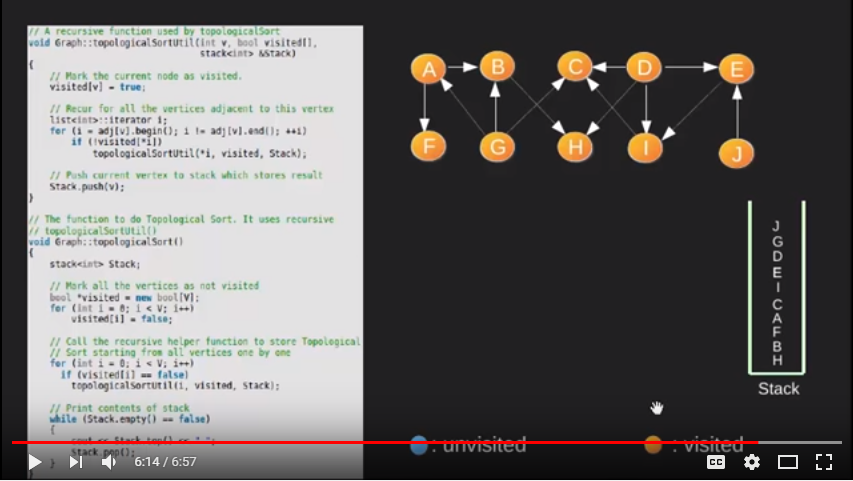 // A recursive function used by topologicalSort
void Graph::topologicalSortUtil(int v, bool visited[],
stack<int> &Stack)
{
// Mark the current node as visited.
visited[v] = true;
// Recur for all the vertices adjacent to this vertex
list<int>::iterator i;
for (i = adj[v].begin(); i != adj[v].end(); ++i)
if (!visited[*i])
topologicalSortUtil(*i, visited, Stack);
// Push current vertex to stack which stores result
Stack.push(v);
}
// The function to do Topological Sort. It uses recursive
// topologicalSortUtil()
void Graph::topologicalSort()
{
stack<int> Stack;
// Mark all the vertices as not visited
bool *visited = new bool[V];
for (int i = 0; i < V; i++)
visited[i] = false;
// Call the recursive helper function to store Topological
// Sort starting from all vertices one by one
for (int i = 0; i < V; i++)
if (visited[i] == false)
topologicalSortUtil(i, visited, Stack);
// Print contents of stack
while (Stack.empty() == false)
{
cout << Stack.top() << " ";
Stack.pop();
}
}
A B C D E
F G H I J
J
G
D
E
I
C
A
F
B
H
Stack
: unvisited : visited
6:14 / 6:57
CC